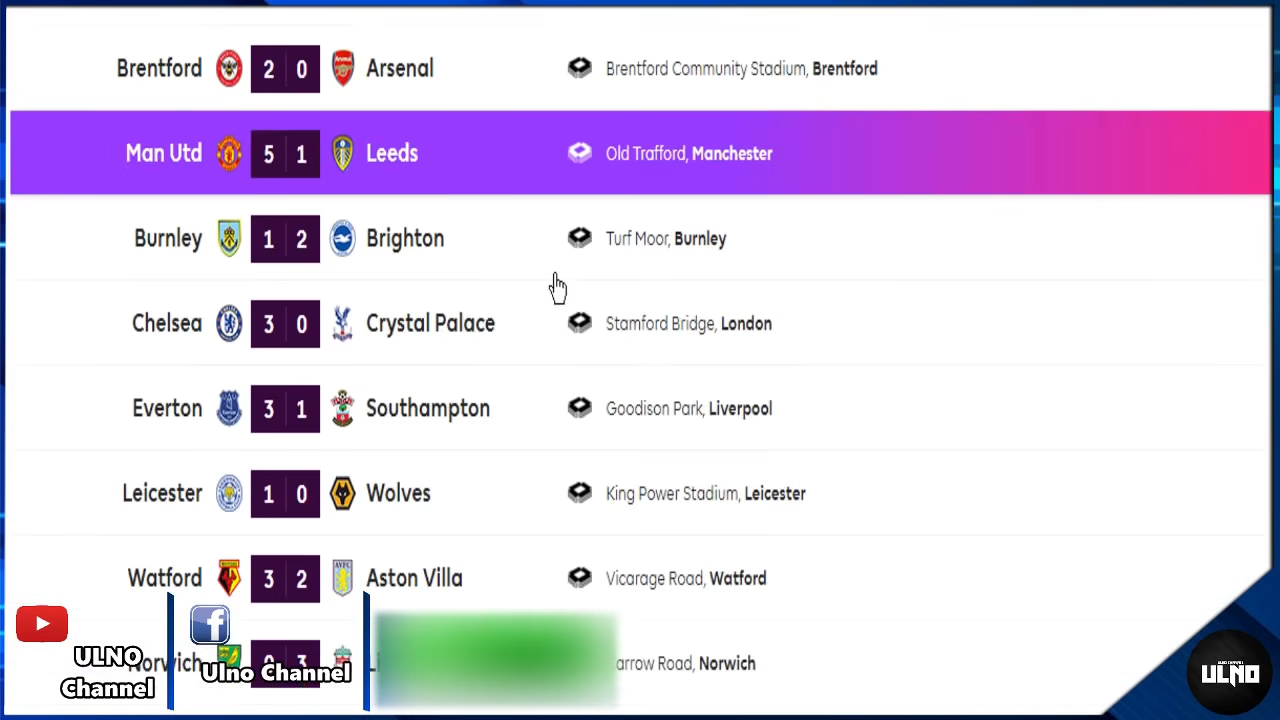 Brentford 2 0 Arsenal Brentford Community Stadium, Brentford
Man Utd 5 1 Leeds Old Trafford, Manchester
Burnley 1 2 Brighton Turf Moor, Burnley
Chelsea 3 0 Crystal Palace Stamford Bridge, London
Everton 3 1 Southampton Goodison Park, Liverpool
Leicester 1 0 Wolves King Power Stadium, Leicester
Watford 3 2 Aston Villa Vicarage Road, Watford
Norwich 3 Road, Norwich
ULNO
Channel
Ulno Channel
ULNO